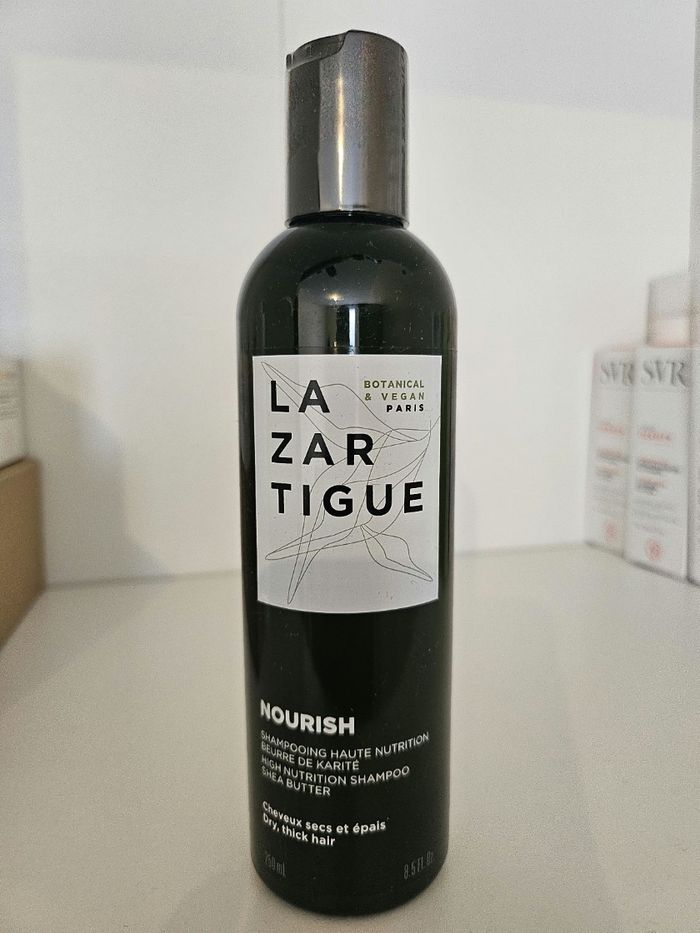 LA
ZAR
TIGUE
BOTANICAL
& VEGAN
PARIS
NOURISH
SHAMPOOING HAUTE NUTRITION
BEURRE DE KARITÉ
HIGH NUTRITION SHAMPOO
SHEA BUTTER
Cheveux secs et épais
Dry, thick hair
250 mL
8.5 Fl. Oz
SVR
SVR